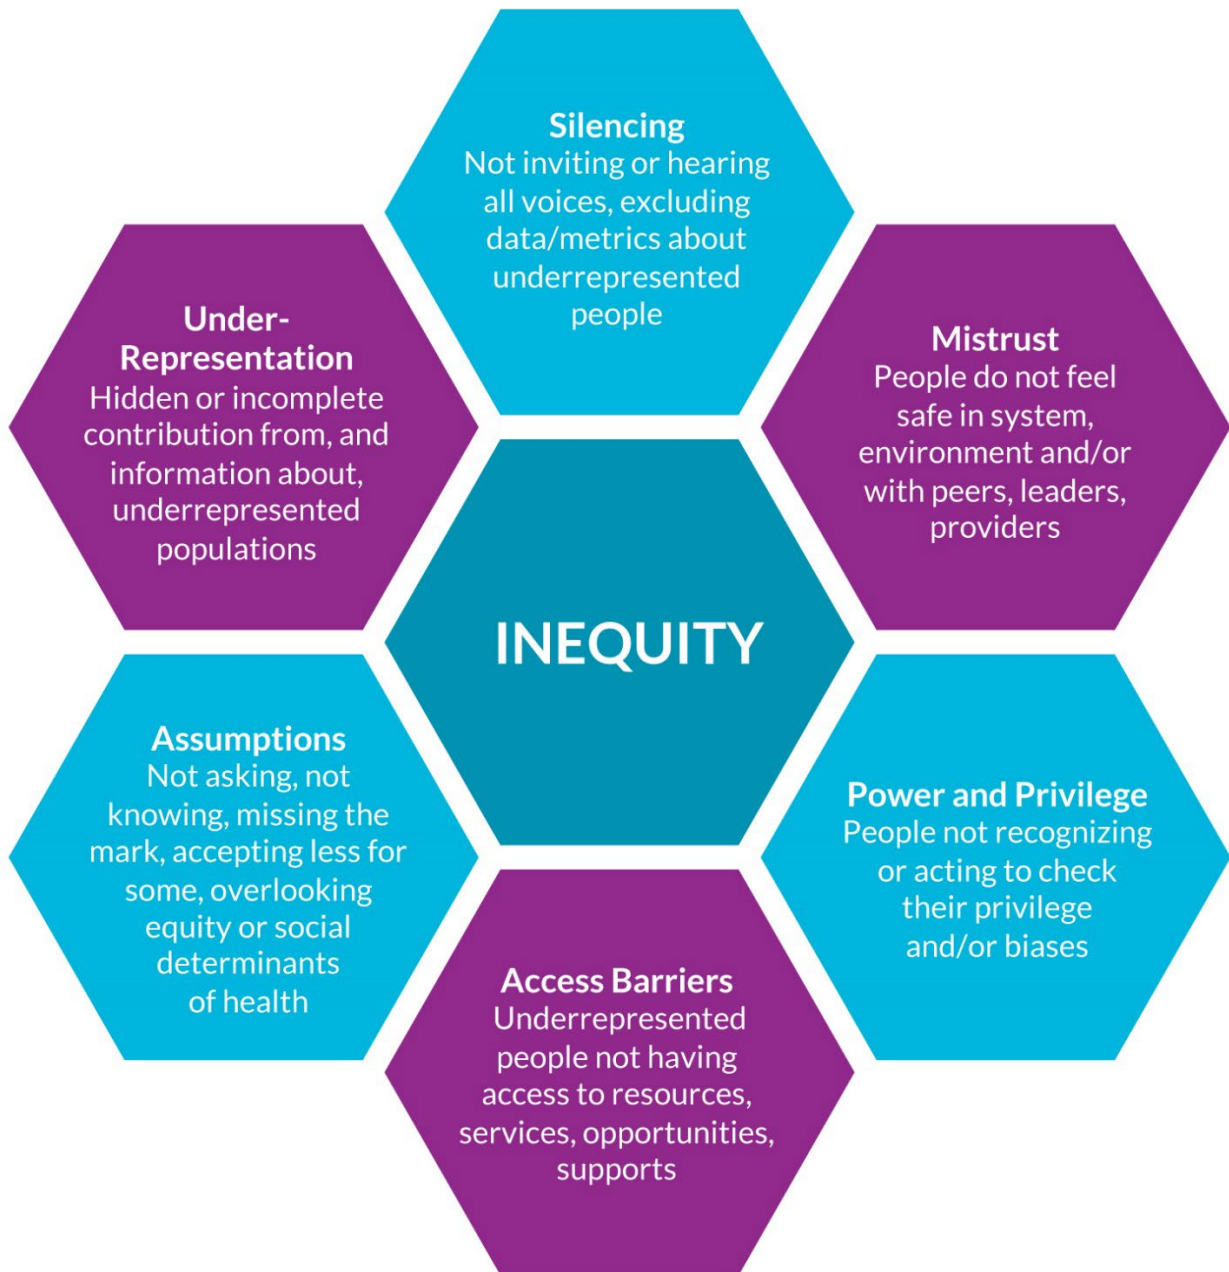 Silencing
Not inviting or hearing
all voices, excluding
data/metrics about
underrepresented
people
Under-
Representation
Hidden or incomplete
contribution from, and
information about,
underrepresented
populations
Mistrust
People do not feel
safe in system,
environment and/or
with peers, leaders,
providers
INEQUITY
Assumptions
Not asking, not
knowing, missing the
mark, accepting less for
some, overlooking
equity or social
determinants
of health
Power and Privilege
People not recognizing
or acting to check
their privilege
and/or biases
Access Barriers
Underrepresented
people not having
access to resources,
services, opportunities,
supports